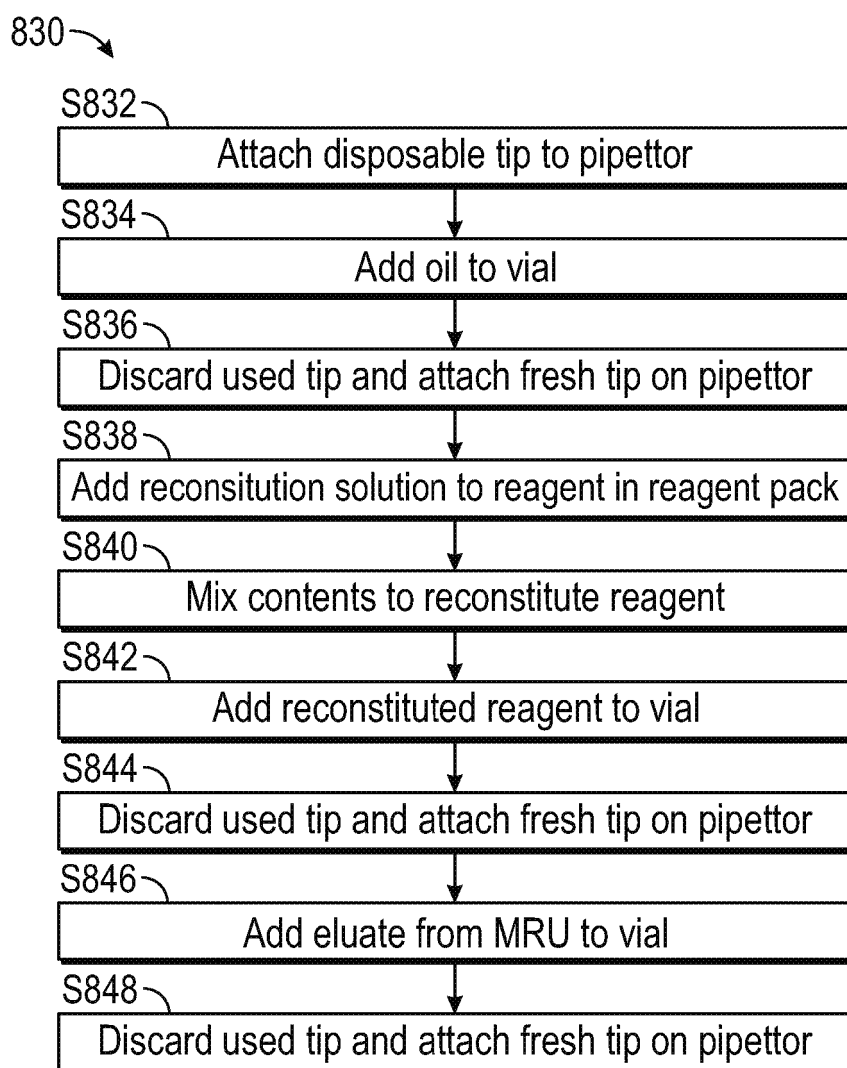 830
S832
Attach disposable tip to pipettor
S834
Add oil to vial
S836
Discard used tip and attach fresh tip on pipettor
S838
Add reconsitution solution to reagent in reagent pack
S840
Mix contents to reconstitute reagent
S842
Add reconstituted reagent to vial
S844
Discard used tip and attach fresh tip on pipettor
S846
Add eluate from MRU to vial
S848
Discard used tip and attach fresh tip on pipettor